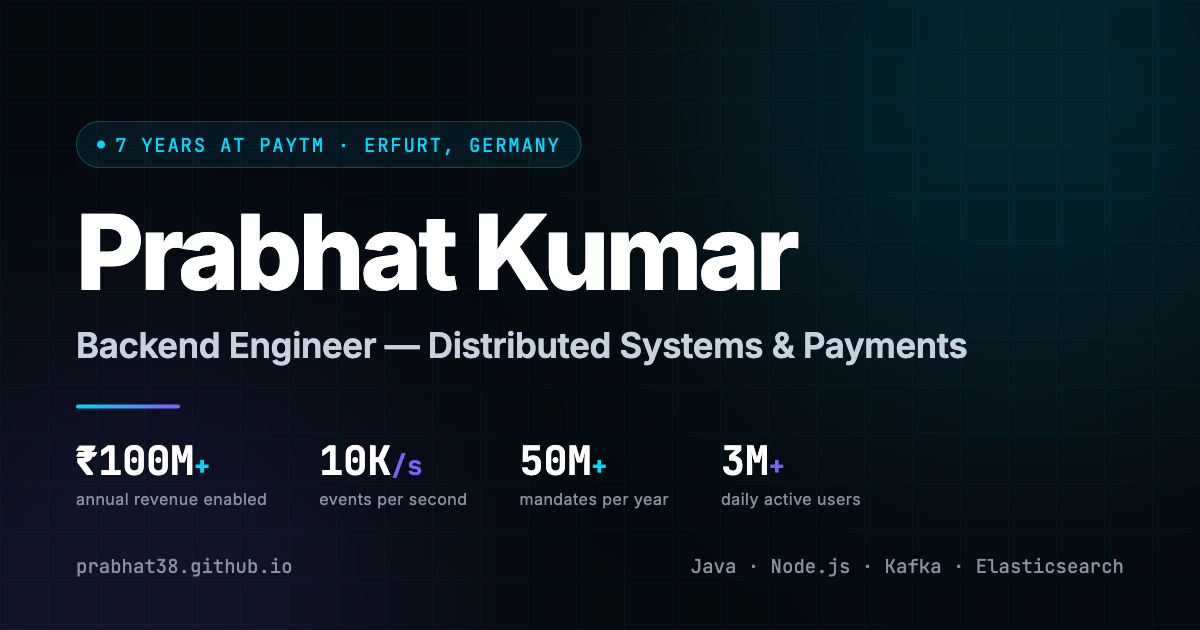 7 YEARS AT PAYTM · ERFURT, GERMANY
Prabhat Kumar
Backend Engineer — Distributed Systems & Payments
₹100M+ 10K/s 50M+ 3M+
annual revenue enabled events per second mandates per year daily active users
prabhat38.github.io Java · Node.js · Kafka · Elasticsearch